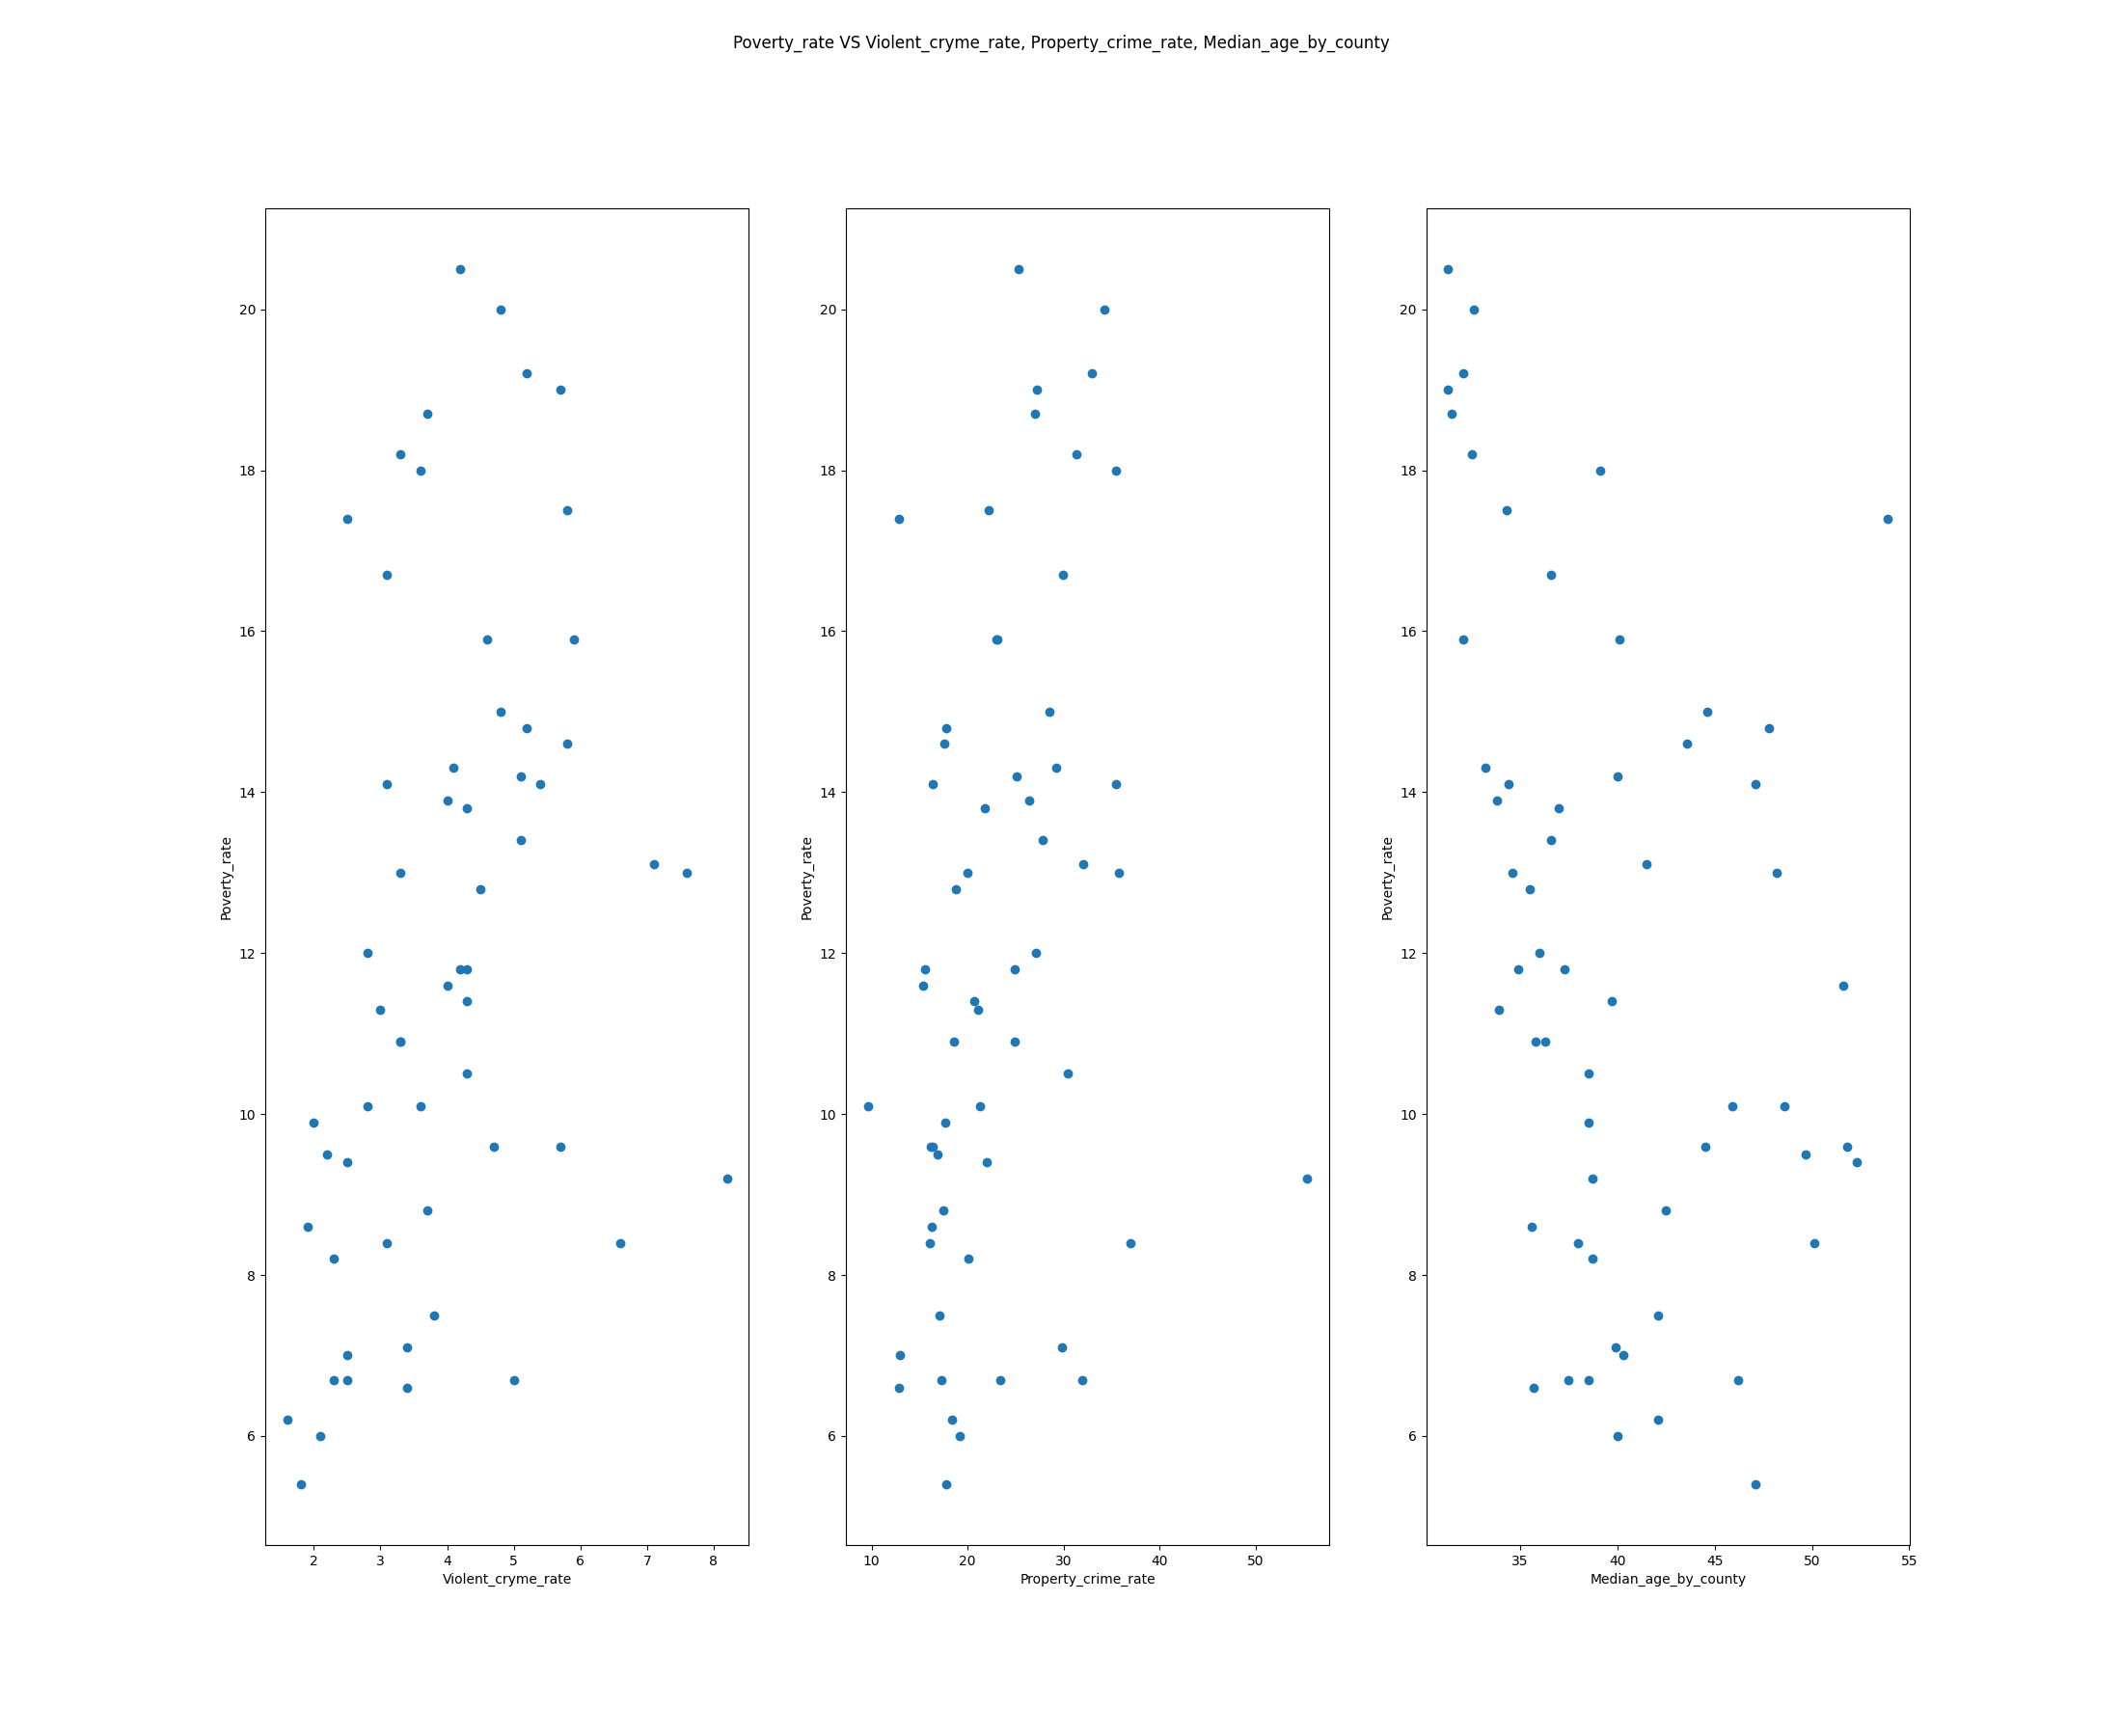 Poverty_rate VS Violent_cryme_rate, Property_crime_rate, Median_age_by_county
20
18
16
14
12
10
8
6
Poverty_rate
2 3 4 5 6 7 8
Violent_cryme_rate
20
18
16
14
12
10
8
6
Poverty_rate
10 20 30 40 50
Property_crime_rate
20
18
16
14
12
10
8
6
Poverty_rate
35 40 45 50 55
Median_age_by_county